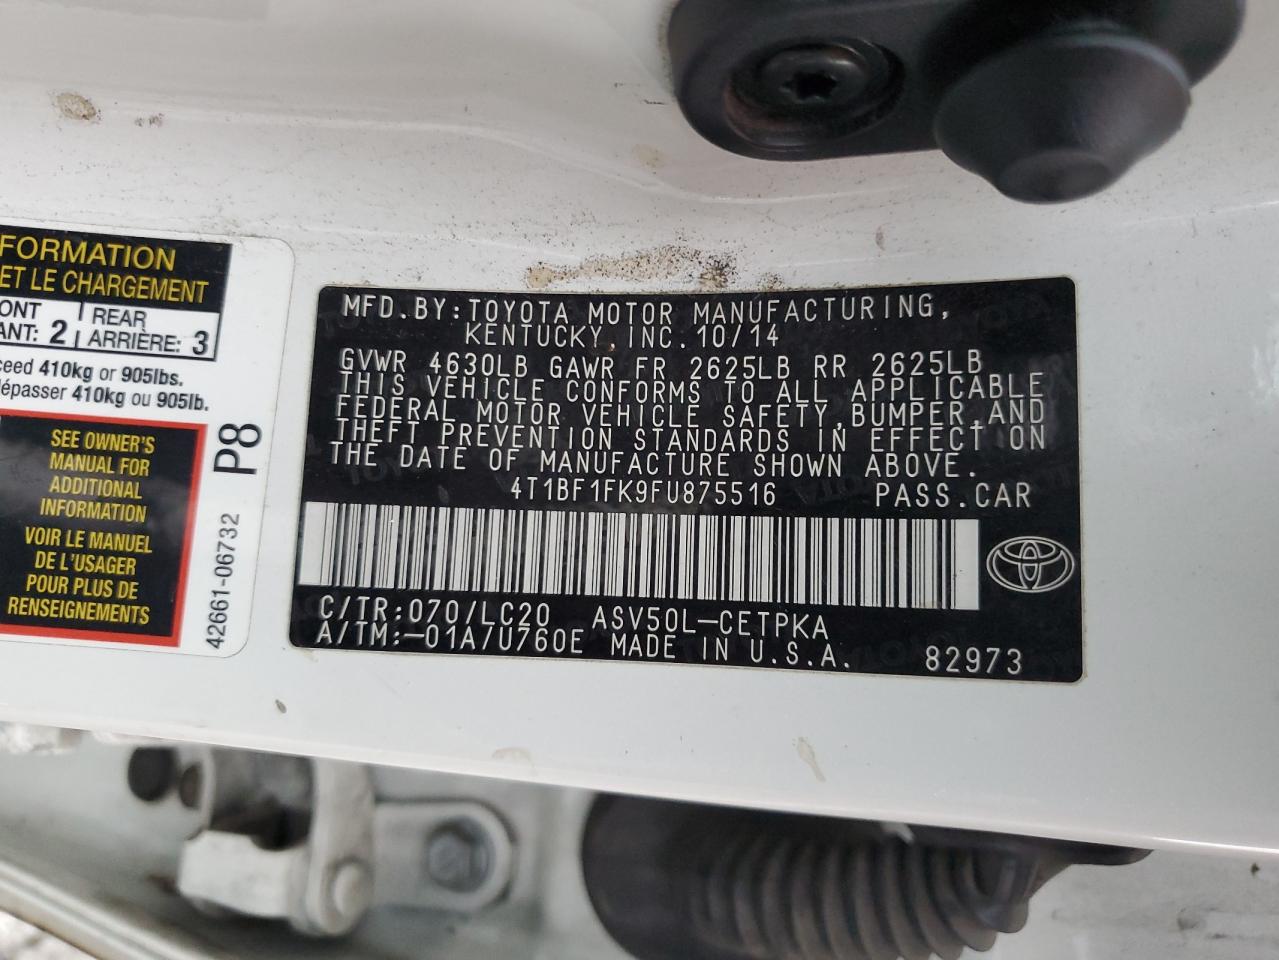 FORMATION
ET LE CHARGEMENT
ONT REAR
ANT: 2 ARRIÈRE: 3
ceed 410kg or 905lbs.
dépasser 410kg ou 905lb.
SEE OWNER'S
MANUAL FOR
ADDITIONAL
INFORMATION
VOIR LE MANUEL
DE L'USAGER
POUR PLUS DE
RENSEIGNEMENTS
P8
42661-06732
MFD.BY:TOYOTA MOTOR MANUFACTURING,
KENTUCKY,INC.10/14
GVWR 4630LB GAWR FR 2625LB RR 2625LB
THIS VEHICLE CONFORMS TO ALL APPLICABLE
FEDERAL MOTOR VEHICLE SAFETY,BUMPER,AND
THEFT PREVENTION STANDARDS IN EFFECT ON
THE DATE OF MANUFACTURE SHOWN ABOVE.
4T1BF1FK9FU875516 PASS.CAR
C/TR:070/LC20 ASV50L-CETPKA
A/TM:-01A/U760E MADE IN U.S.A. 82973